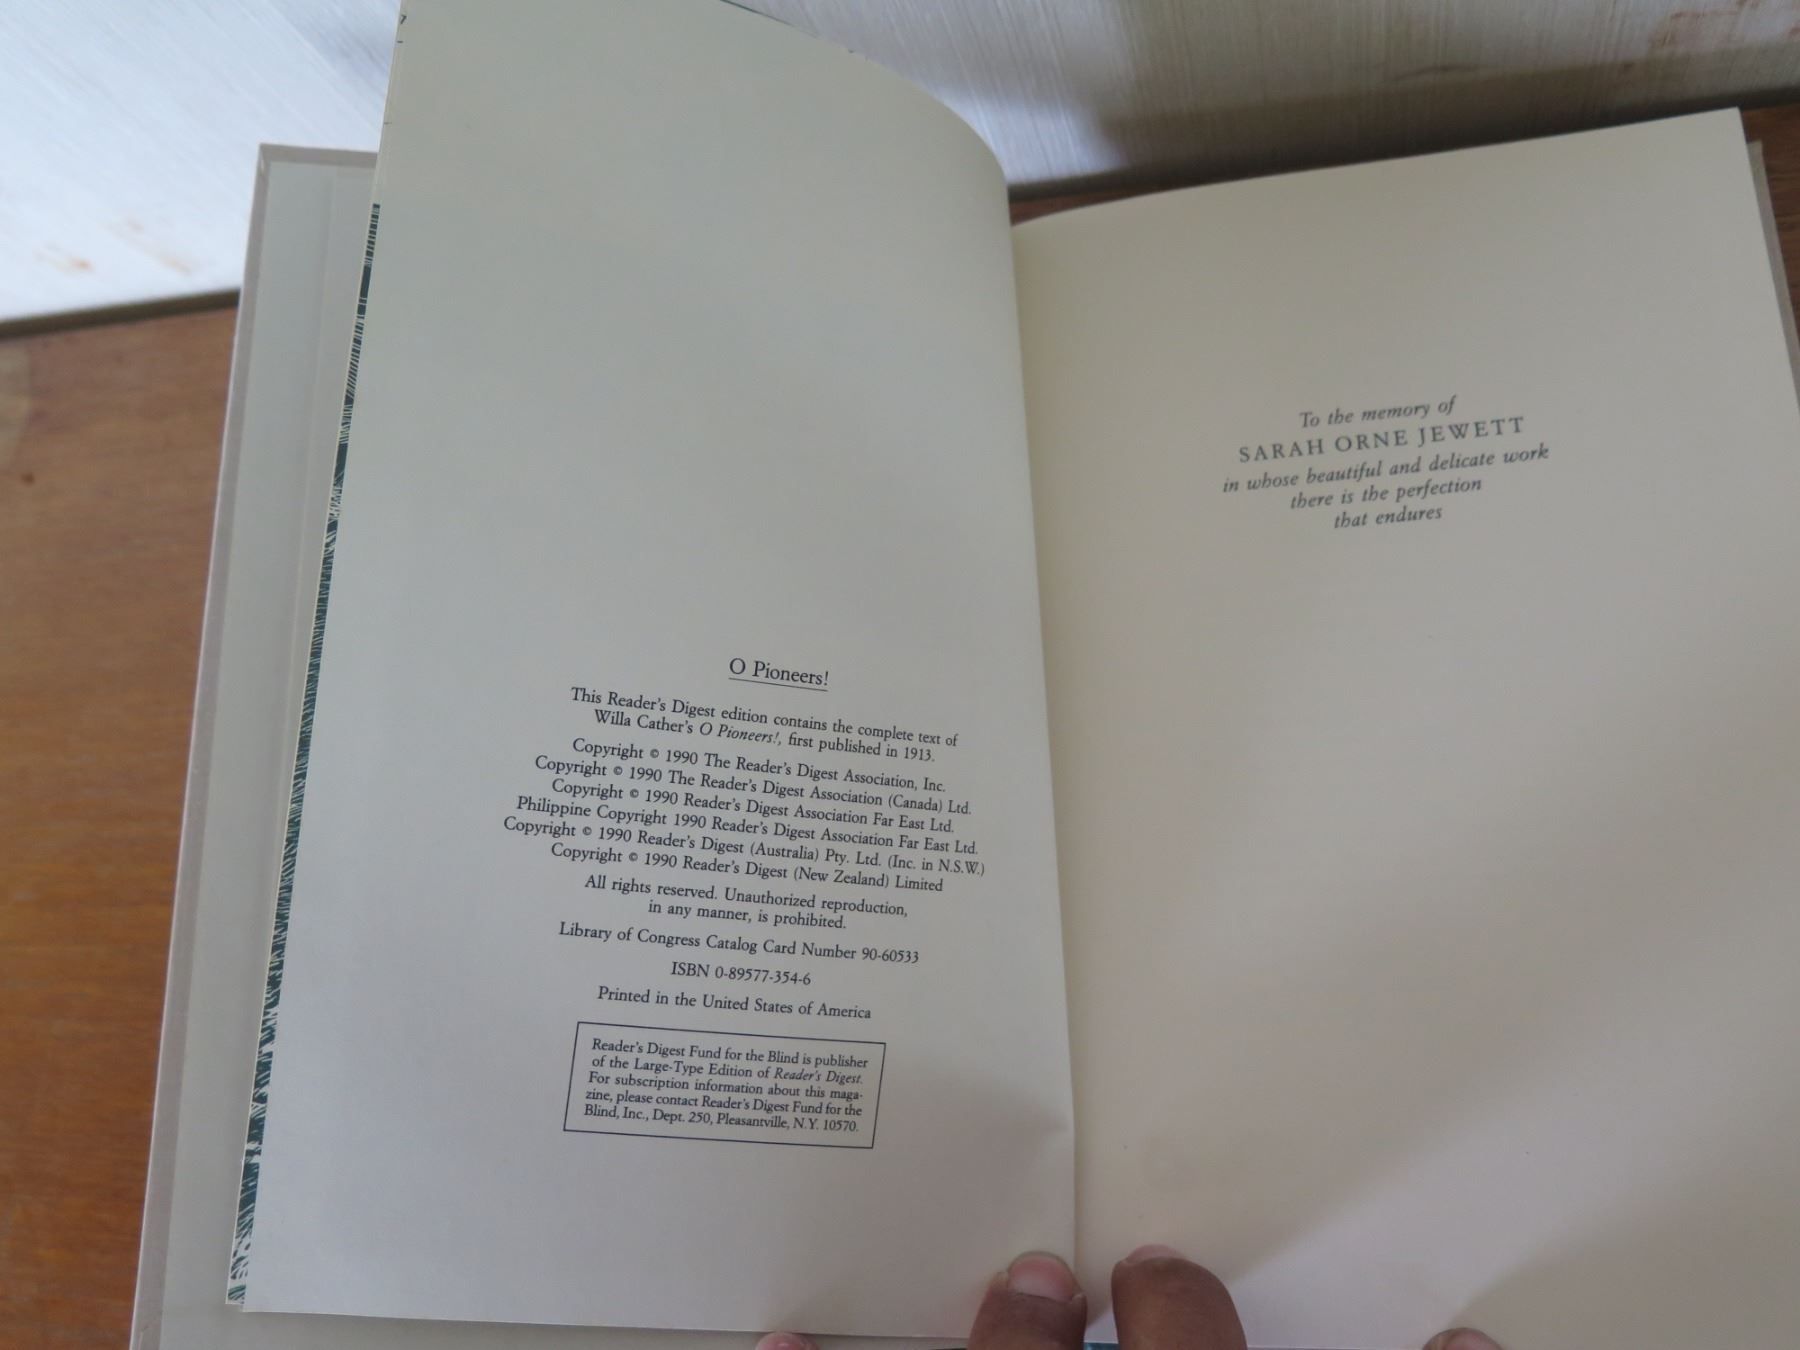 O Pioneers!
This Reader's Digest edition contains the complete text of
Willa Cather's O Pioneers!, first published in 1913.
Copyright © 1990 The Reader's Digest Association, Inc.
Copyright © 1990 The Reader's Digest Association (Canada) Ltd.
Copyright © 1990 Reader's Digest Association Far East Ltd.
Philippine Copyright 1990 Reader's Digest Association Far East Ltd.
Copyright © 1990 Reader's Digest (Australia) Pty. Ltd. (Inc. in N.S.W.)
Copyright © 1990 Reader's Digest (New Zealand) Limited
All rights reserved. Unauthorized reproduction,
in any manner, is prohibited.
Library of Congress Catalog Card Number 90-60533
ISBN 0-89577-354-6
Printed in the United States of America
Reader's Digest Fund for the Blind is publisher
of the Large-Type Edition of Reader's Digest.
For subscription information about this maga-
zine, please contact Reader's Digest Fund for the
Blind, Inc., Dept. 250, Pleasantville, N.Y. 10570.
To the memory of
SARAH ORNE JEWETT
in whose beautiful and delicate work
there is the perfection
that endures